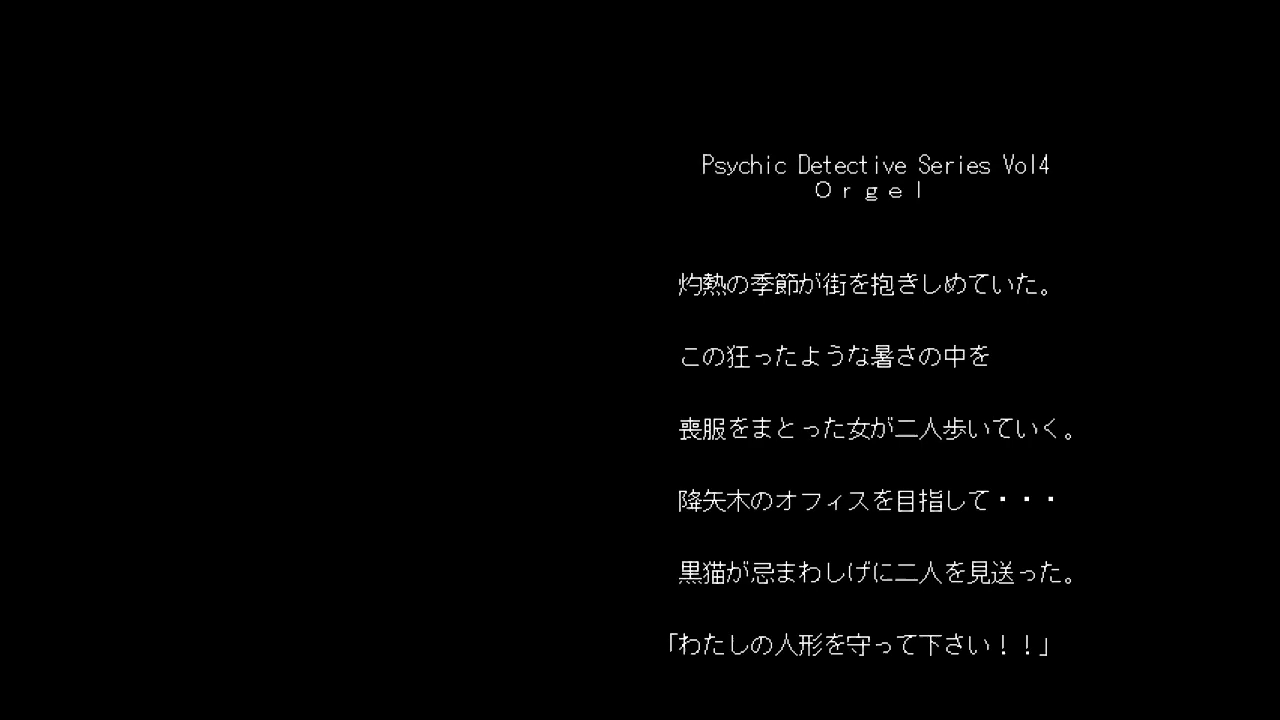 Psychic Detective Series Vol4
Ｏｒｇｅｌ
灼熱の季節が街を抱きしめていた。
この狂ったような暑さの中を
喪服をまとった女が二人歩いていく。
降矢木のオフィスを目指して・・・
黒猫が忌まわしげに二人を見送った。
「わたしの人形を守って下さい！！」